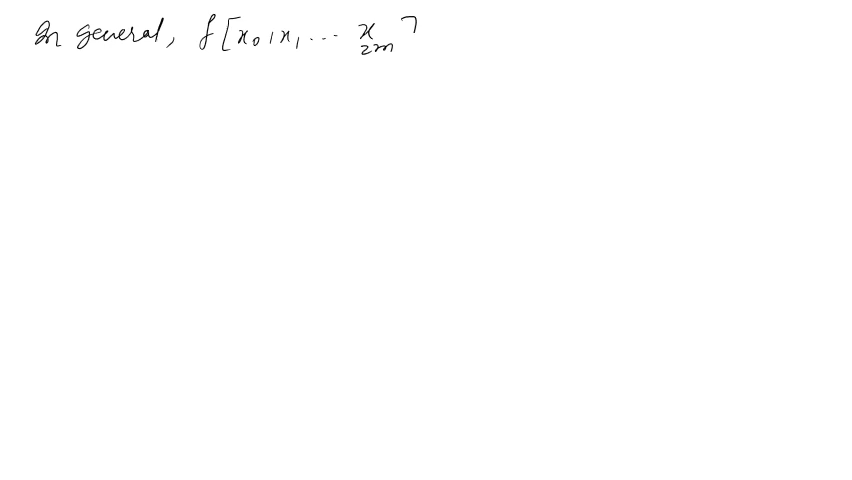 In general, f[x₀, x₁ ... x₂ₘ]